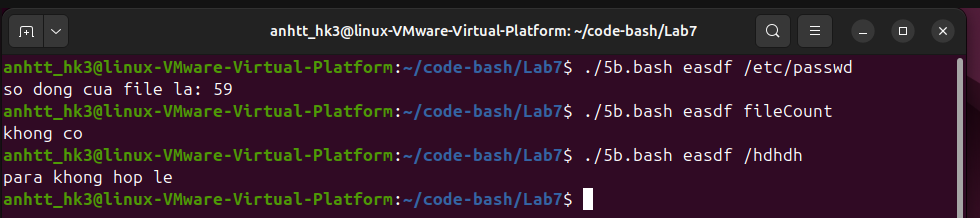 anhtt_hk3@linux-VMware-Virtual-Platform: ~/code-bash/Lab7
anhtt_hk3@linux-VMware-Virtual-Platform:~/code-bash/Lab7$ ./5b.bash easdf /etc/passwd
so dong cua file la: 59
anhtt_hk3@linux-VMware-Virtual-Platform:~/code-bash/Lab7$ ./5b.bash easdf fileCount
khong co
anhtt_hk3@linux-VMware-Virtual-Platform:~/code-bash/Lab7$ ./5b.bash easdf /hdhdh
para khong hop le
anhtt_hk3@linux-VMware-Virtual-Platform:~/code-bash/Lab7$